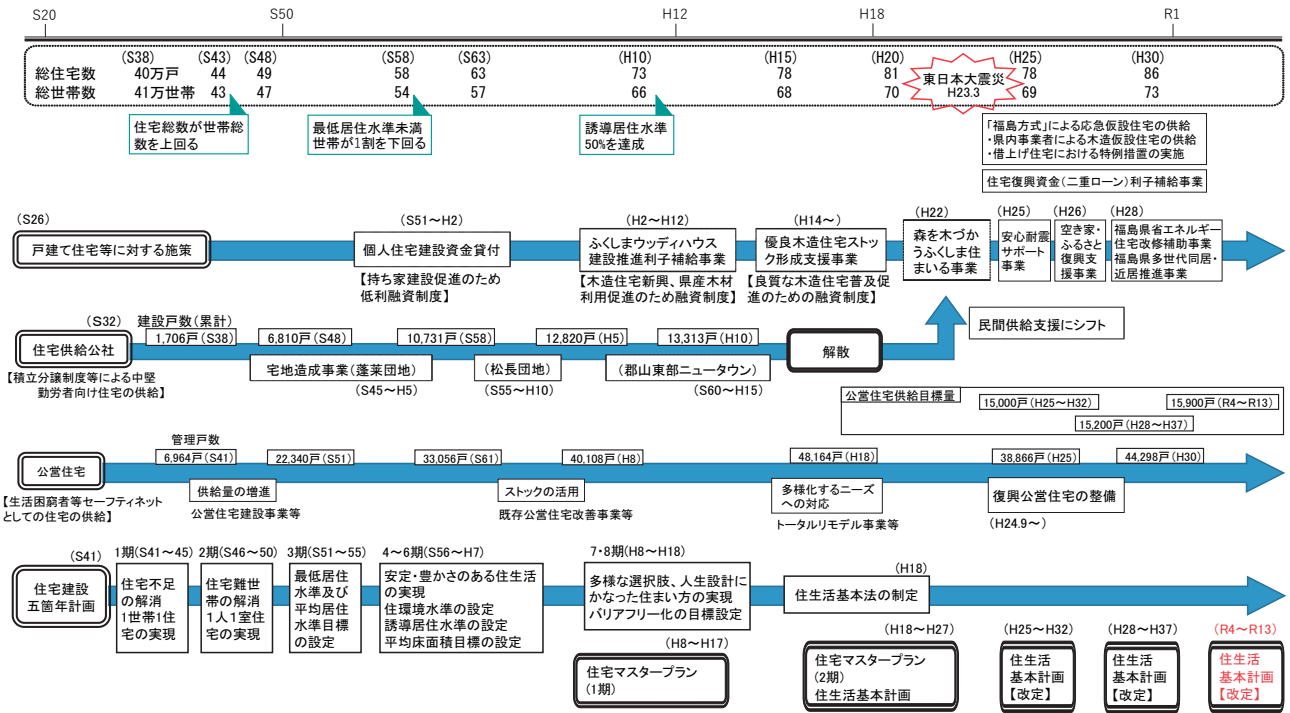 S20 S50 H12 H18 R1
(S38) (S43) (S48) (S58) (S63) (H10) (H15) (H20) (H25) (H30)
総住宅数 40万戸 44 49 58 63 73 78 81 78 86
総世帯数 41万世帯 43 47 54 57 66 68 70 69 73
東日本大震災
H23.3
住宅総数が世帯総
数を上回る
最低居住水準未満
世帯が1割を下回る
誘導居住水準
50%を達成
「福島方式」による応急仮設住宅の供給
・県内事業者による木造仮設住宅の供給
・借上げ住宅における特例措置の実施
住宅復興資金(二重ローン)利子補給事業
(S26)
戸建て住宅等に対する施策
(S51～H2)
個人住宅建設資金貸付
【持ち家建設促進のため
低利融資制度】
(H2～H12)
ふくしまウッディハウス
建設推進利子補給事業
【木造住宅新興、県産木材
利用促進のため融資制度】
(H14～)
優良木造住宅ストッ
ク形成支援事業
【良質な木造住宅普及促
進のための融資制度】
(H22)
森を木づか
うふくしま住
まいる事業
(H25)
安心耐震
サポート
事業
(H26)
空き家・
ふるさと
復興支
援事業
(H28)
福島県省エネルギー
住宅改修補助事業
福島県多世代同居・
近居推進事業
民間供給支援にシフト
(S32)
住宅供給公社
【積立分譲制度等による中堅
勤労者向け住宅の供給】
建設戸数(累計)
1,706戸(S38) 6,810戸(S48) 10,731戸(S58) 12,820戸(H5) 13,313戸(H10)
宅地造成事業(蓬莱団地)
(S45～H5)
(松長団地)
(S55～H10)
(郡山東部ニュータウン)
(S60～H15)
解散
公営住宅供給目標量
15,000戸(H25～H32) 15,900戸(R4～R13)
15,200戸(H28～H37)
公営住宅
【生活困窮者等セーフティネット
としての住宅の供給】
管理戸数
6,964戸(S41) 22,340戸(S51) 33,056戸(S61) 40,108戸(H8) 48,164戸(H18) 38,866戸(H25) 44,298戸(H30)
供給量の増進
公営住宅建設事業等
ストックの活用
既存公営住宅改善事業等
多様化するニーズ
への対応
トータルリモデル事業等
復興公営住宅の整備
(H24.9～)
(S41)
住宅建設
五箇年計画
1期(S41～45)
住宅不足
の解消
1世帯1住
宅の実現
2期(S46～50)
住宅難世
帯の解消
1人1室住
宅の実現
3期(S51～55)
最低居住
水準及び
平均居住
水準目標
の設定
4～6期(S56～H7)
安定・豊かさのある住生活
の実現
住環境水準の設定
誘導居住水準の設定
平均床面積目標の設定
7・8期(H8～H18)
多様な選択肢、人生設計に
かなった住まい方の実現
バリアフリー化の目標設定
(H18)
住生活基本法の制定
(H8～H17)
住宅マスタープラン
(1期)
(H18～H27)
住宅マスタープラン
(2期)
住生活基本計画
(H25～H32)
住生活
基本計画
【改定】
(H28～H37)
住生活
基本計画
【改定】
(R4～R13)
住生活
基本計画
【改定】